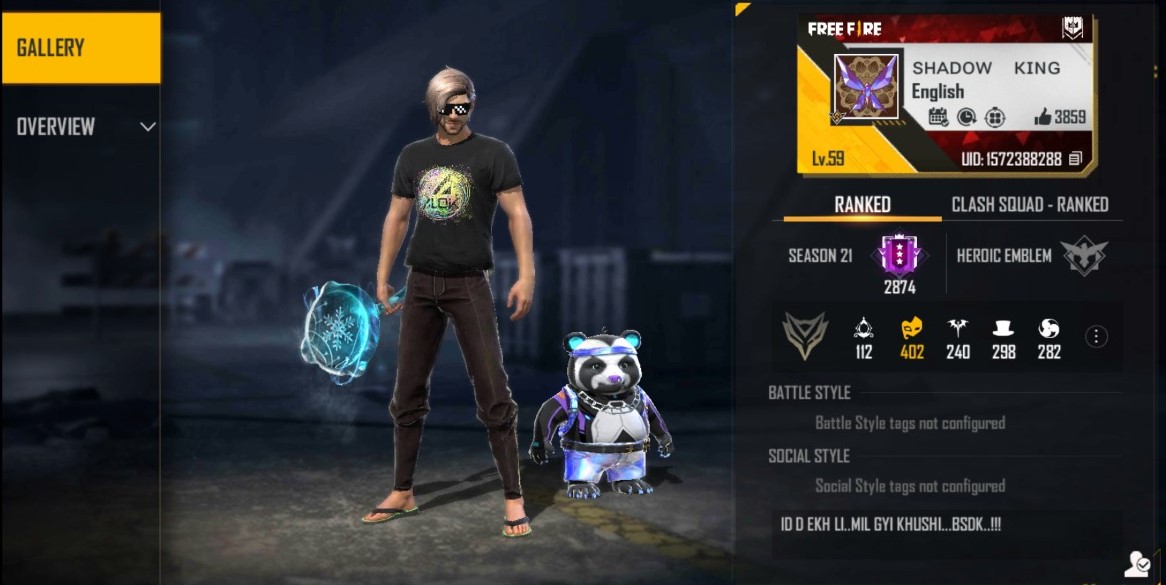 GALLERY
OVERVIEW
ALOK
FREE FIRE
SHADOW KING
English
3859
Lv.59
UID: 1572388288
RANKED
CLASH SQUAD - RANKED
SEASON 21
2874
HEROIC EMBLEM
112 402 240 298 282
BATTLE STYLE
Battle Style tags not configured
SOCIAL STYLE
Social Style tags not configured
ID D EKH LI..MIL GYI KHUSHI...BSDK..!!!